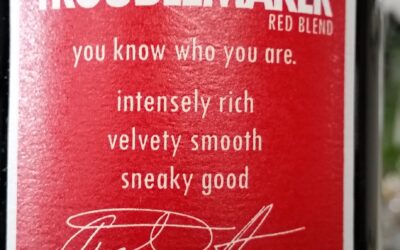 TROUBLEMAKER
RED BLEND
you know who you are.
intensely rich
velvety smooth
sneaky good